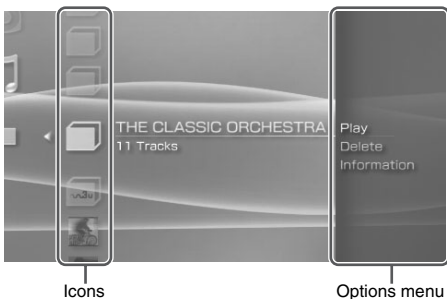 THE CLASSIC ORCHESTRA
11 Tracks
Play
Delete
Information
Icons
Options menu